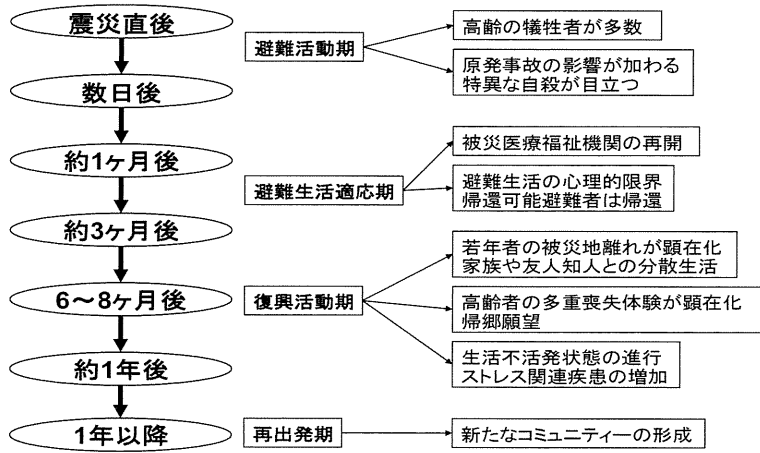 震災直後
数日後
約1ヶ月後
約3ヶ月後
6～8ヶ月後
約1年後
1年以降
避難活動期
高齢の犠牲者が多数
原発事故の影響が加わる
特異な自殺が目立つ
避難生活適応期
被災医療福祉機関の再開
避難生活の心理的限界
帰還可能避難者は帰還
復興活動期
若年者の被災地離れが顕在化
家族や友人知人との分散生活
高齢者の多重喪失体験が顕在化
帰郷願望
生活不活発状態の進行
ストレス関連疾患の増加
再出発期
新たなコミュニティーの形成